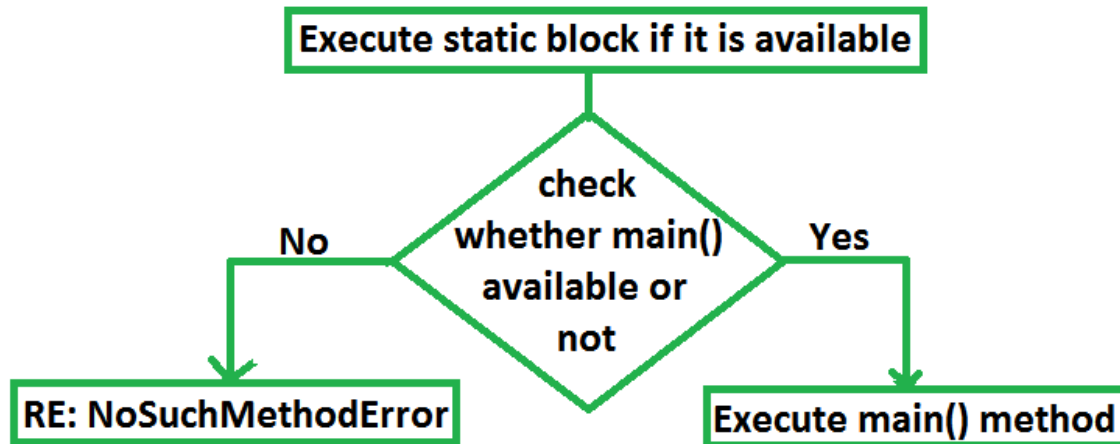 Execute static block if it is available
check
whether main()
available or
not
No
Yes
RE: NoSuchMethodError
Execute main() method